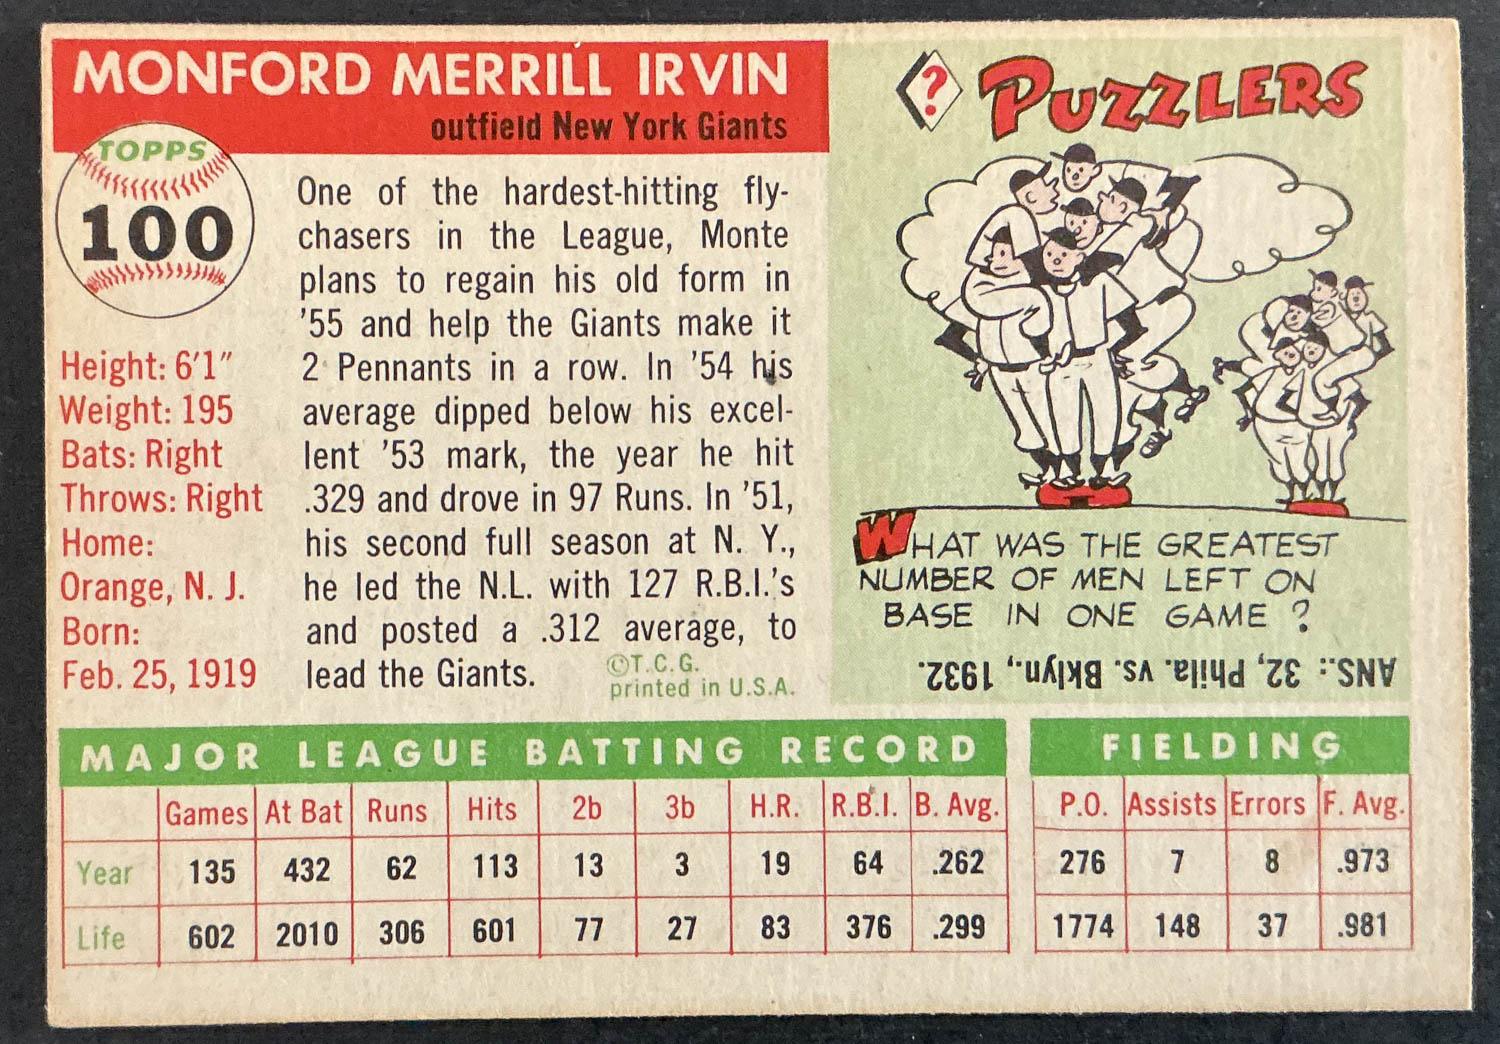 MONFORD MERRILL IRVIN
outfield New York Giants
TOPPS
100
Height: 6'1"
Weight: 195
Bats: Right
Throws: Right
Home:
Orange, N. J.
Born:
Feb. 25, 1919
One of the hardest-hitting fly-
chasers in the League, Monte
plans to regain his old form in
'55 and help the Giants make it
2 Pennants in a row. In '54 his
average dipped below his excel-
lent '53 mark, the year he hit
.329 and drove in 97 Runs. In '51,
his second full season at N. Y.,
he led the N.L. with 127 R.B.I.'s
and posted a .312 average, to
lead the Giants.
©T.C.G.
printed in U.S.A.
? PUZZLERS
WHAT WAS THE GREATEST
NUMBER OF MEN LEFT ON
BASE IN ONE GAME ?
ANS.: 32, Phila. vs. Bklyn., 1932.
MAJOR LEAGUE BATTING RECORD
Games At Bat Runs Hits 2b 3b H.R. R.B.I. B. Avg.
Year 135 432 62 113 13 3 19 64 .262
Life 602 2010 306 601 77 27 83 376 .299
FIELDING
P.O. Assists Errors F. Avg.
276 7 8 .973
1774 148 37 .981